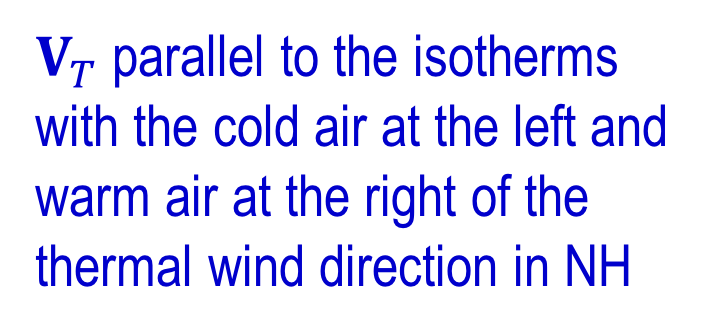 V_T parallel to the isotherms
with the cold air at the left and
warm air at the right of the
thermal wind direction in NH